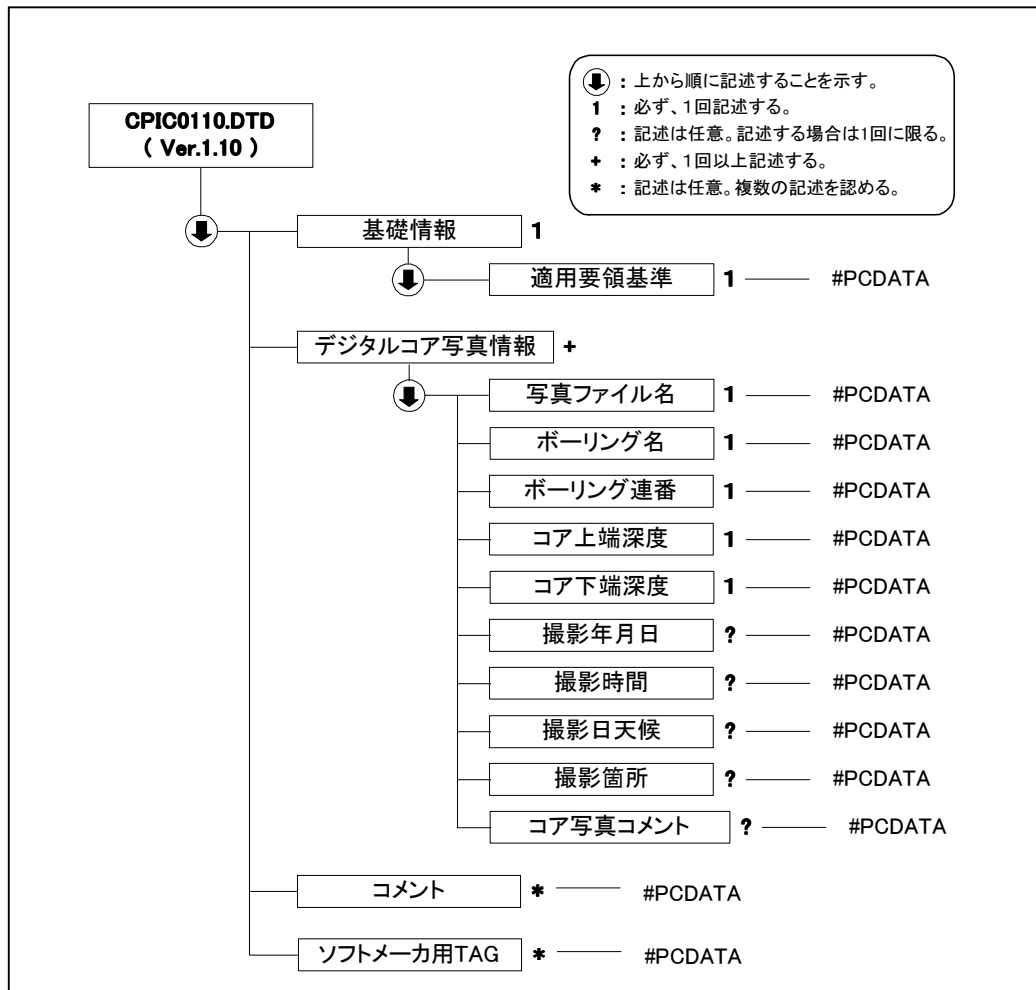 CPIC0110.DTD
( Ver.1.10 )
: 上から順に記述することを示す。
1 : 必ず、1回記述する。
? : 記述は任意。記述する場合は1回に限る。
+ : 必ず、1回以上記述する。
* : 記述は任意。複数の記述を認める。
基礎情報 1
適用要領基準 1 #PCDATA
デジタルコア写真情報 +
写真ファイル名 1 #PCDATA
ボーリング名 1 #PCDATA
ボーリング連番 1 #PCDATA
コア上端深度 1 #PCDATA
コア下端深度 1 #PCDATA
撮影年月日 ? #PCDATA
撮影時間 ? #PCDATA
撮影日天候 ? #PCDATA
撮影箇所 ? #PCDATA
コア写真コメント ? #PCDATA
コメント * #PCDATA
ソフトメーカ用TAG * #PCDATA